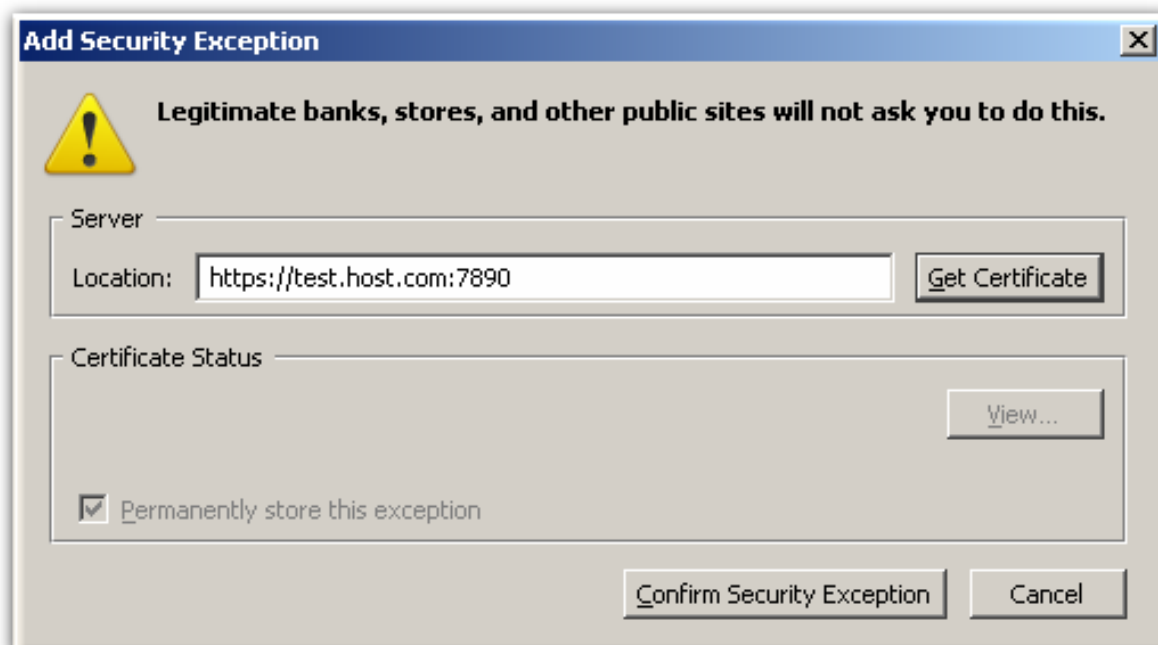 Add Security Exception
Legitimate banks, stores, and other public sites will not ask you to do this.
Server
Location: https://test.host.com:7890 Get Certificate
Certificate Status
View...
Permanently store this exception
Confirm Security Exception Cancel